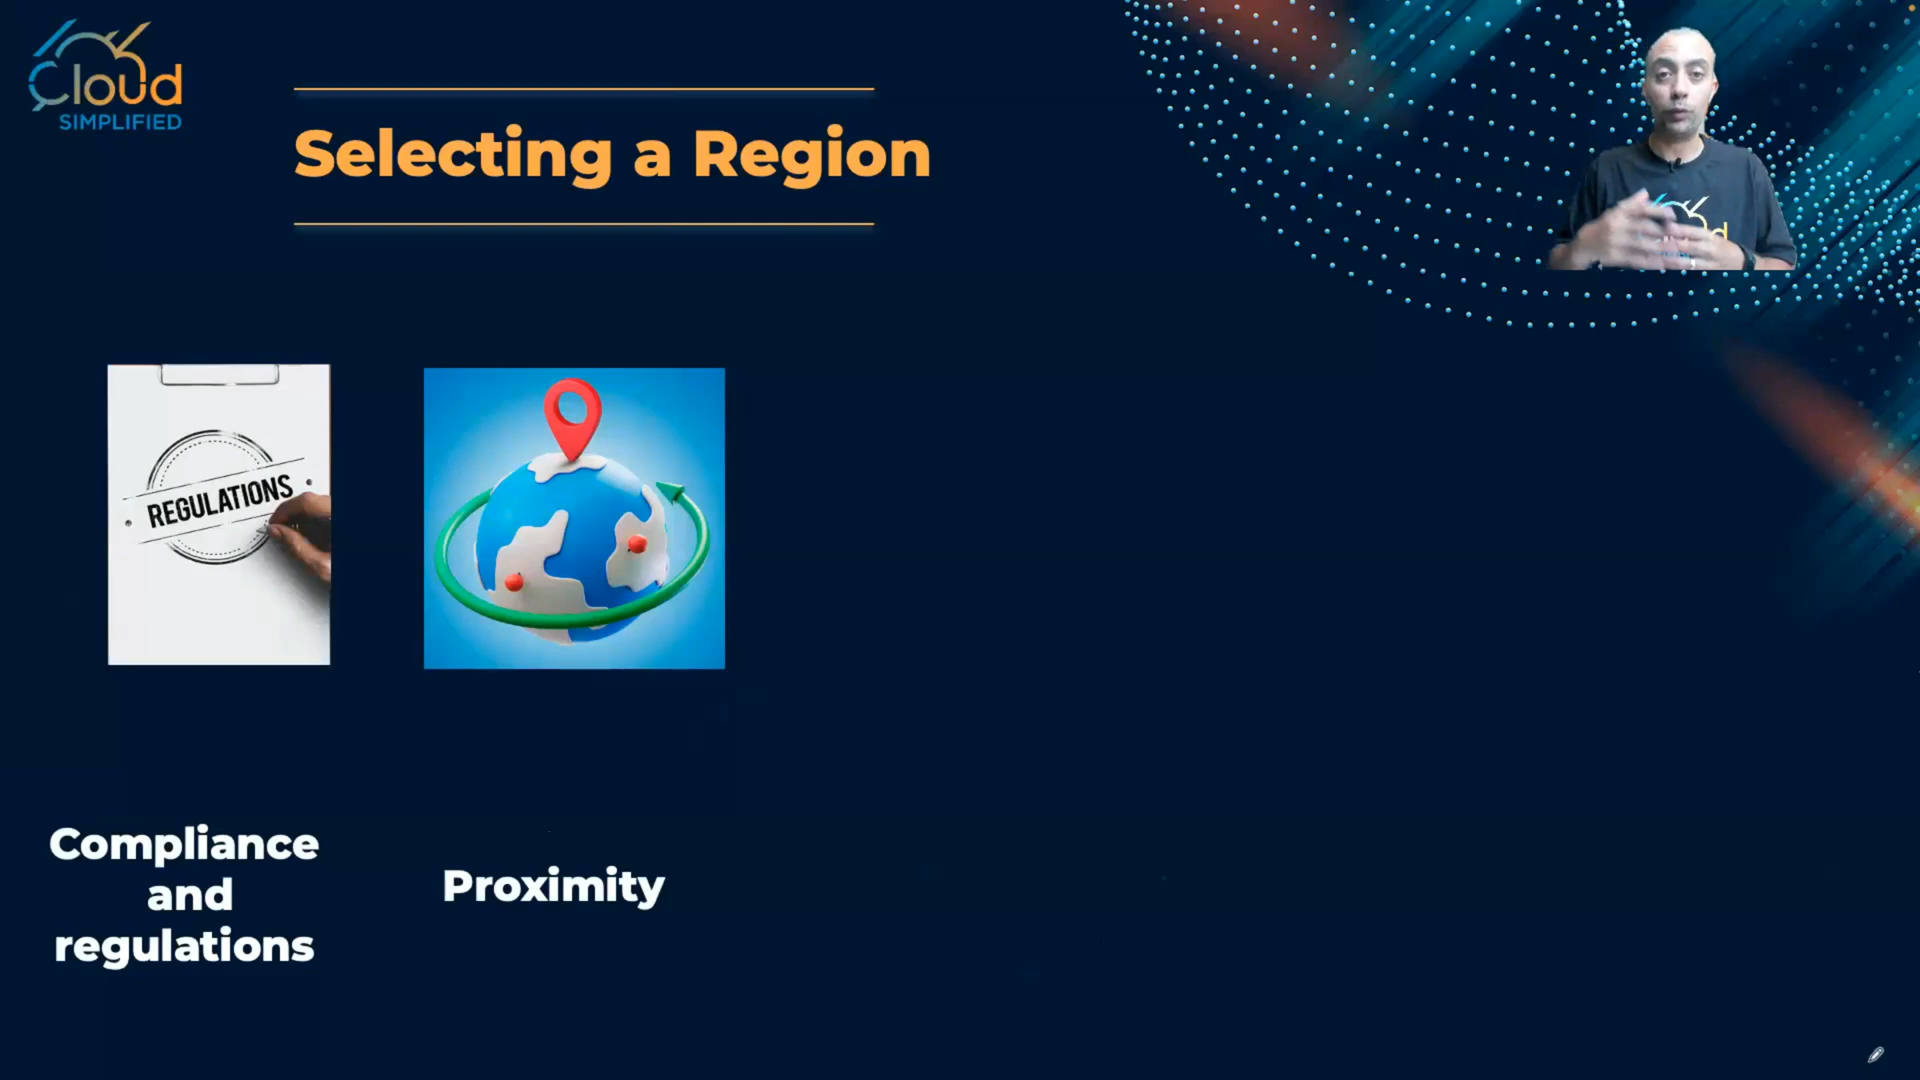 Cloud
SIMPLIFIED
Selecting a Region
REGULATIONS
Compliance
and
regulations
Proximity